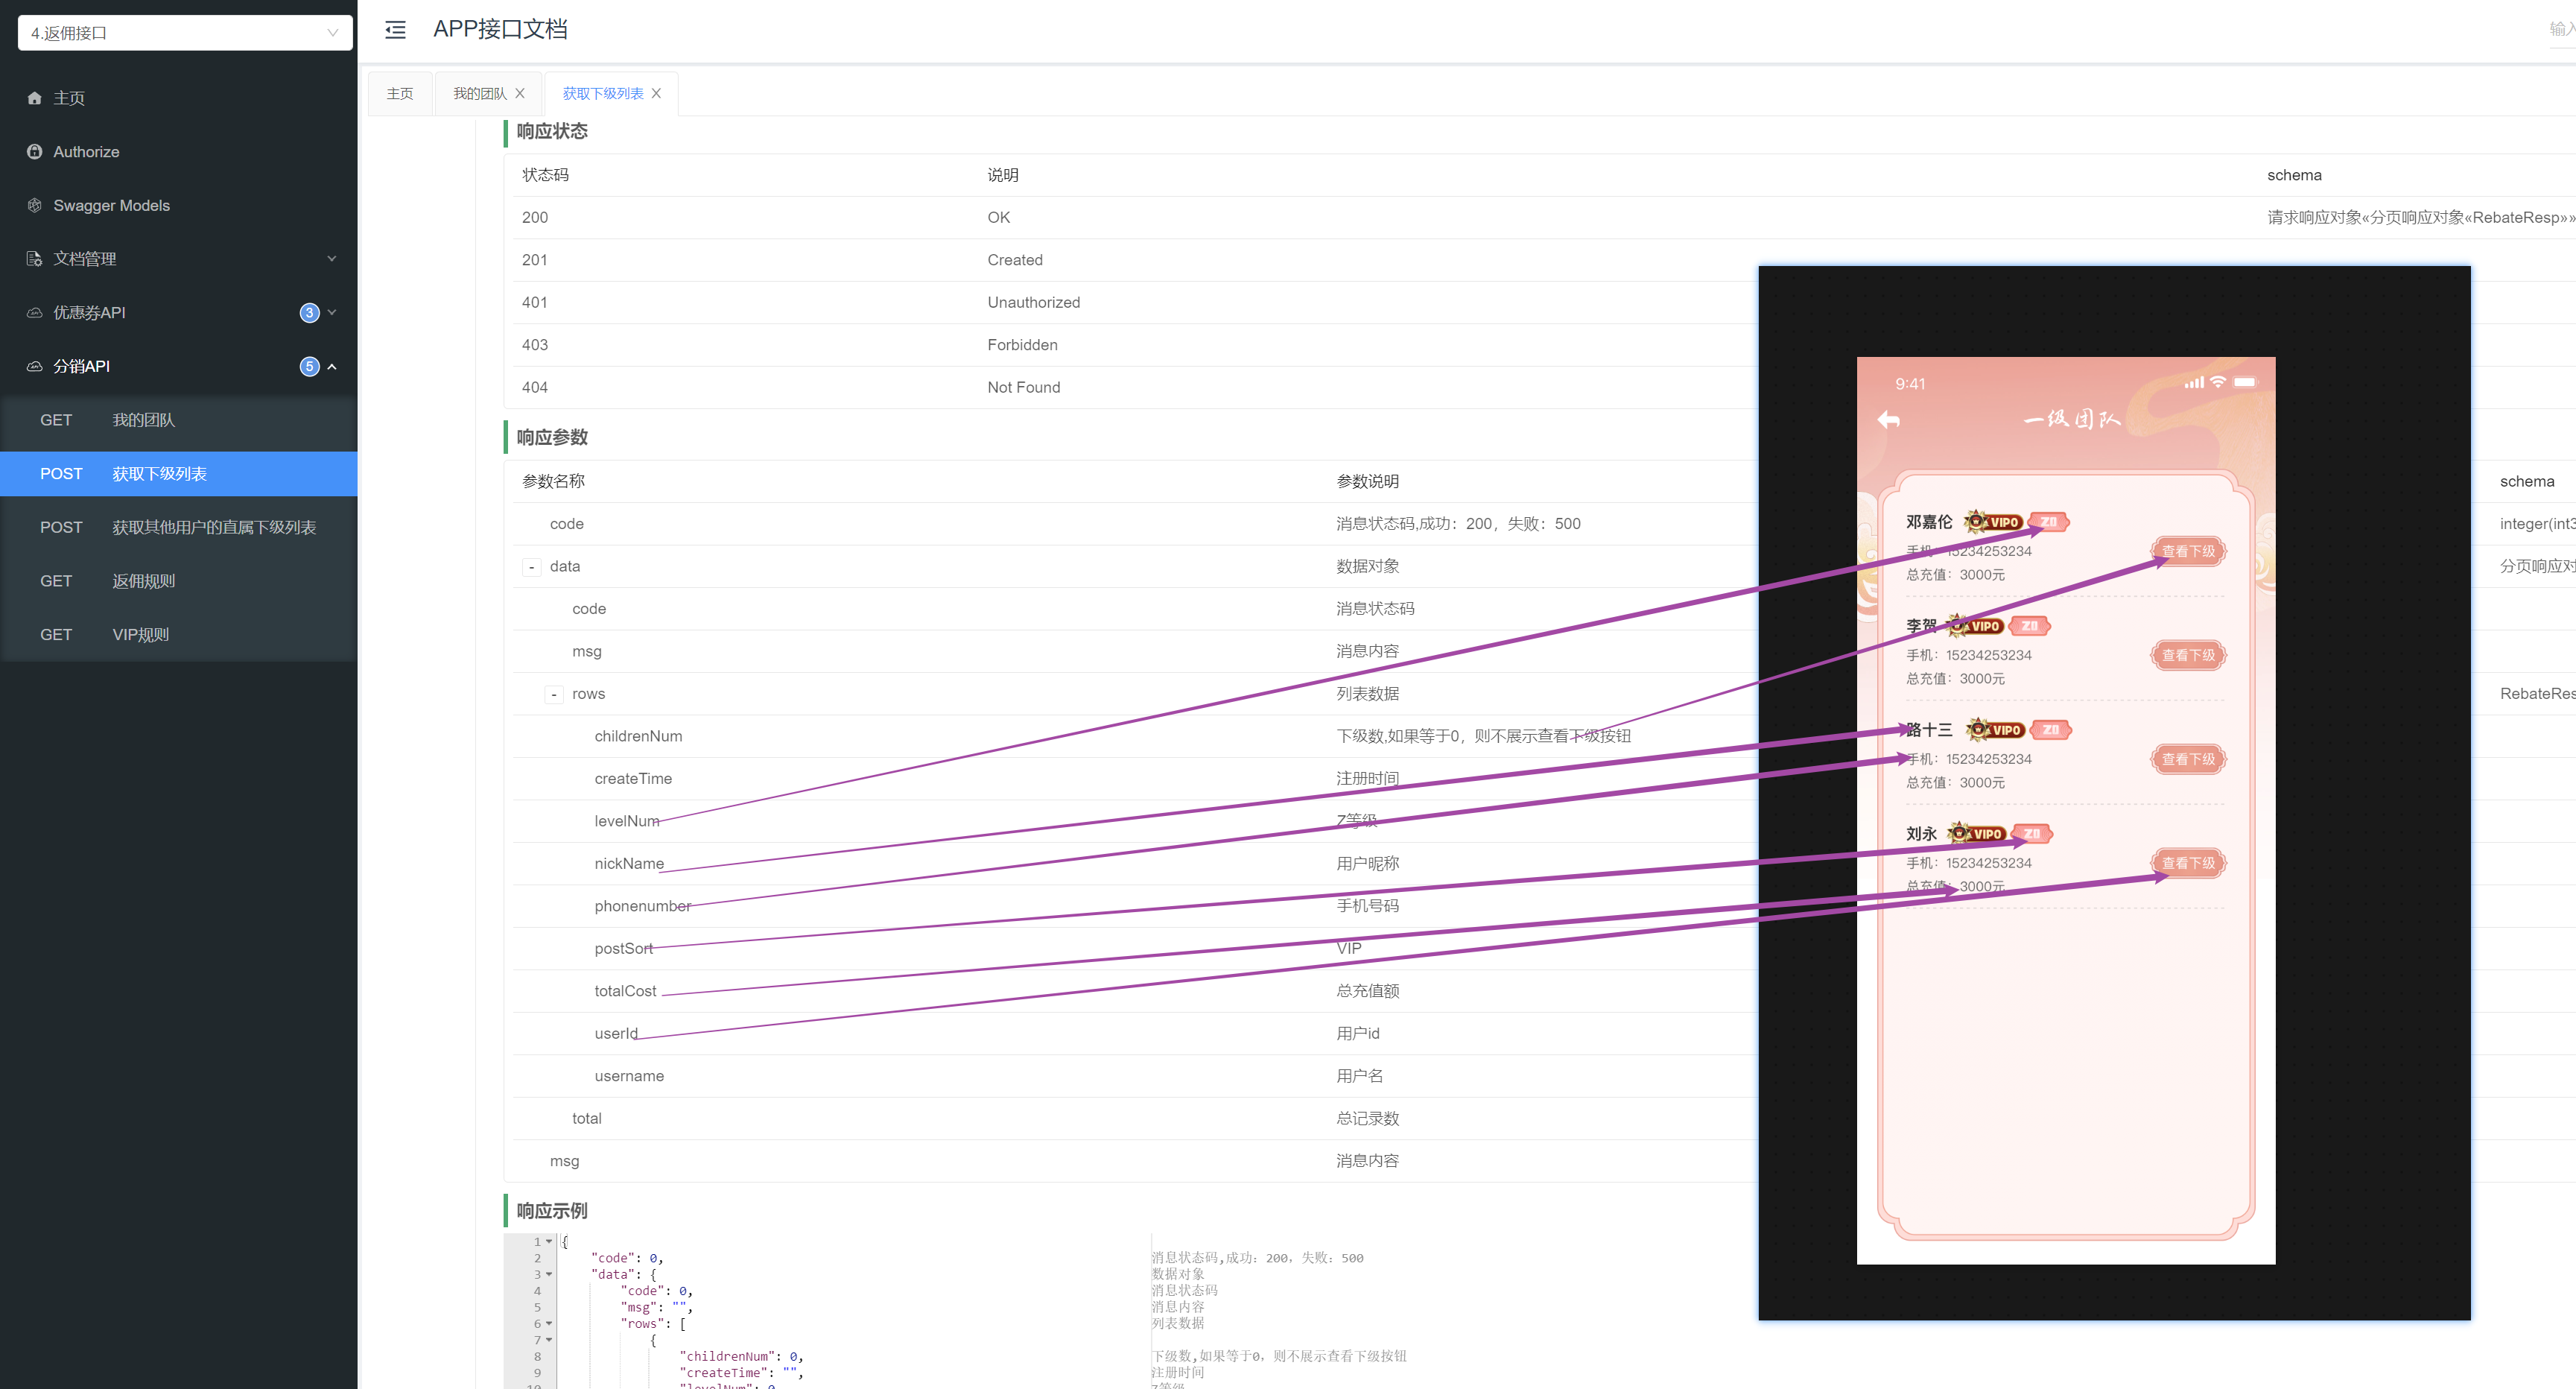 4.返佣接口
主页
Authorize
Swagger Models
文档管理
优惠券API 3
分销API 5
GET 我的团队
POST 获取下级列表
POST 获取其他用户的直属下级列表
GET 返佣规则
GET VIP规则
APP接口文档
输入
主页 我的团队 获取下级列表
响应状态
状态码 说明 schema
200 OK 请求响应对象«分页响应对象«RebateResp»»
201 Created
401 Unauthorized
403 Forbidden
404 Not Found
响应参数
参数名称 参数说明 schema
code 消息状态码,成功：200，失败：500 integer(int3
- data 数据对象 分页响应对
code 消息状态码
msg 消息内容
- rows 列表数据 RebateRes
childrenNum 下级数,如果等于0，则不展示查看下级按钮
createTime 注册时间
levelNum Z等级
nickName 用户昵称
phonenumber 手机号码
postSort VIP
totalCost 总充值额
userId 用户id
username 用户名
total 总记录数
msg 消息内容
响应示例
1 {
2 "code": 0, 消息状态码,成功：200，失败：500
3 "data": { 数据对象
4 "code": 0, 消息状态码
5 "msg": "", 消息内容
6 "rows": [ 列表数据
7 {
8 "childrenNum": 0, 下级数,如果等于0，则不展示查看下级按钮
9 "createTime": "", 注册时间
10 "levelNum": 0, Z等级
9:41
一级团队
邓嘉伦 VIP0 Z0
手机：15234253234
查看下级
总充值：3000元
李贺 VIP0 Z0
手机：15234253234
查看下级
总充值：3000元
路十三 VIP0 Z0
手机：15234253234
查看下级
总充值：3000元
刘永 VIP0 Z0
手机：15234253234
查看下级
总充值：3000元